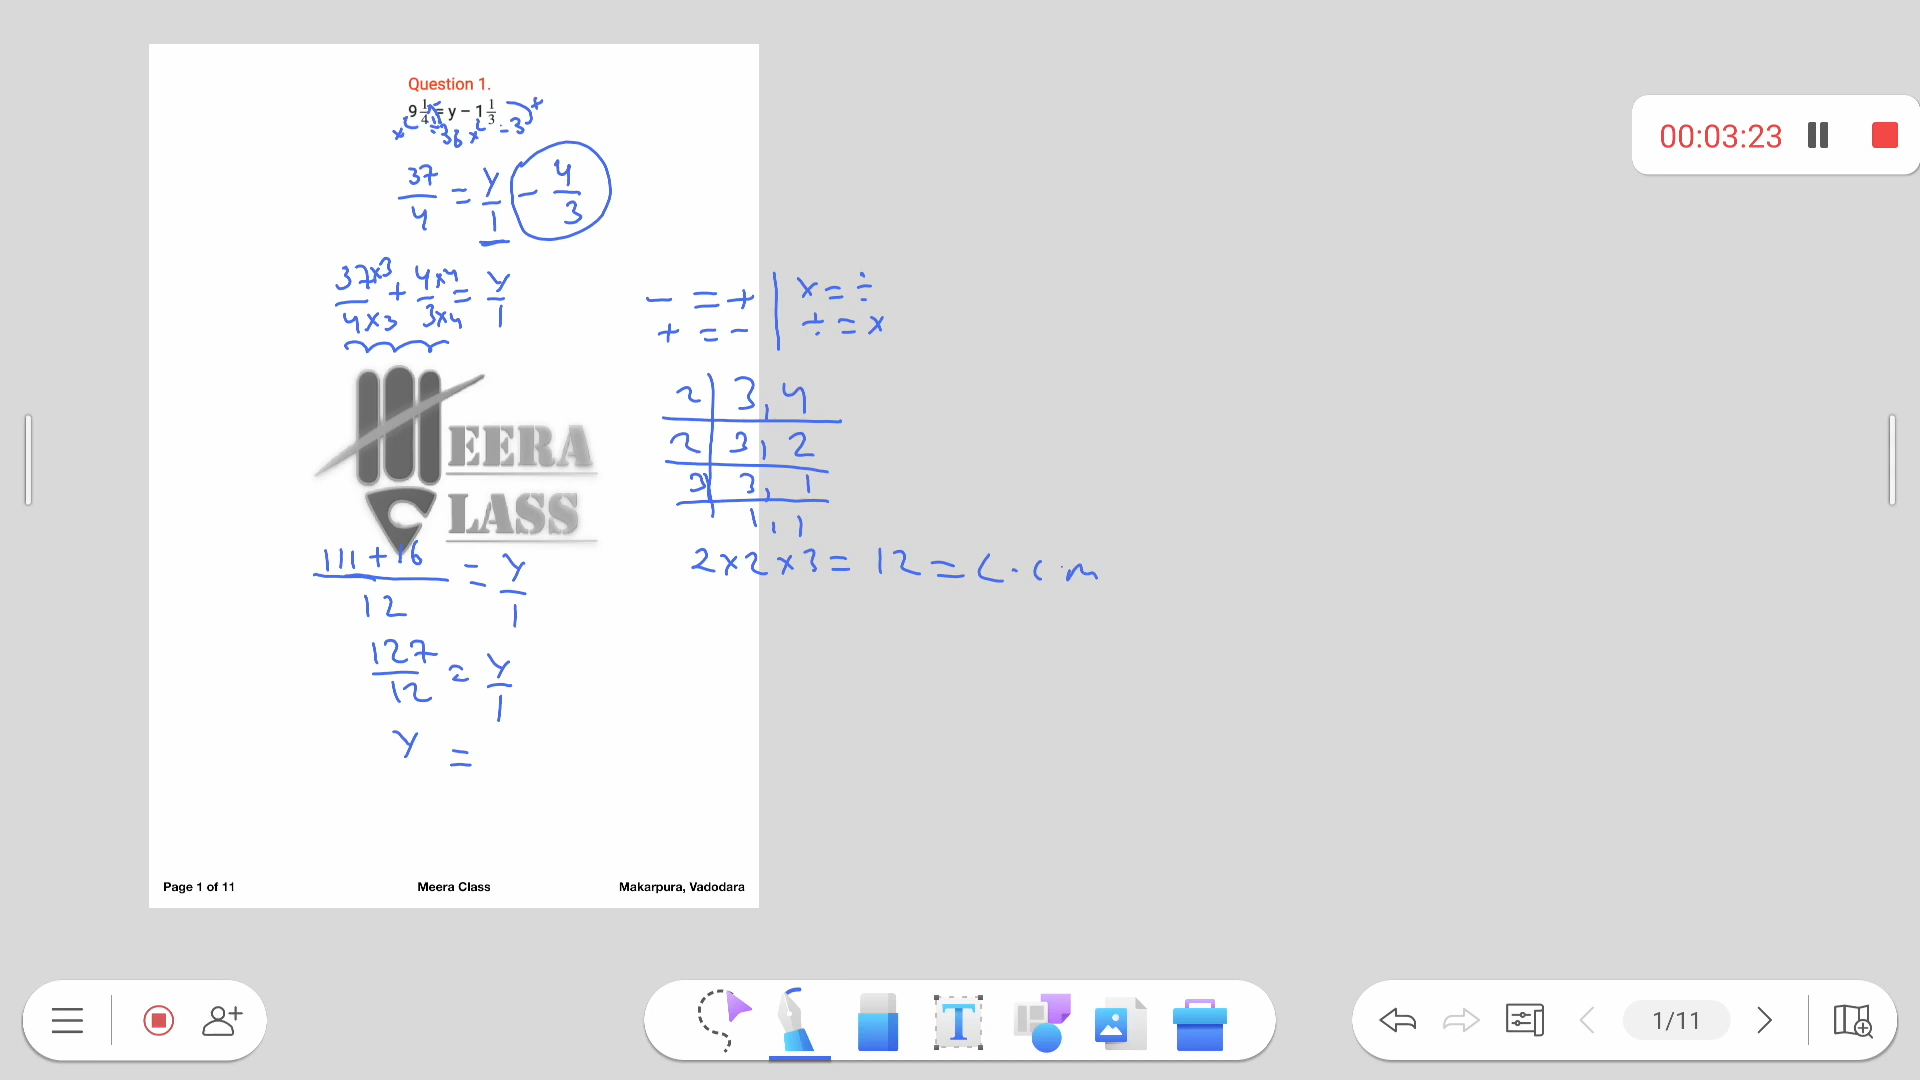 Question 1.
9 1/4 = y − 1 1/3
37/4 = y/1 − 4/3
37×3/4×3 + 4×4/3×4 = y/1
− = + | × = ÷
+ = − | ÷ = ×
2 | 3, 4
2 | 3, 2
3 | 3, 1
1, 1
2×2×3 = 12 = L.C.M
MEERA
CLASS
111+16/12 = y/1
127/12 = y/1
y =
Page 1 of 11 Meera Class Makarpura, Vadodara
00:03:23
T
1/11